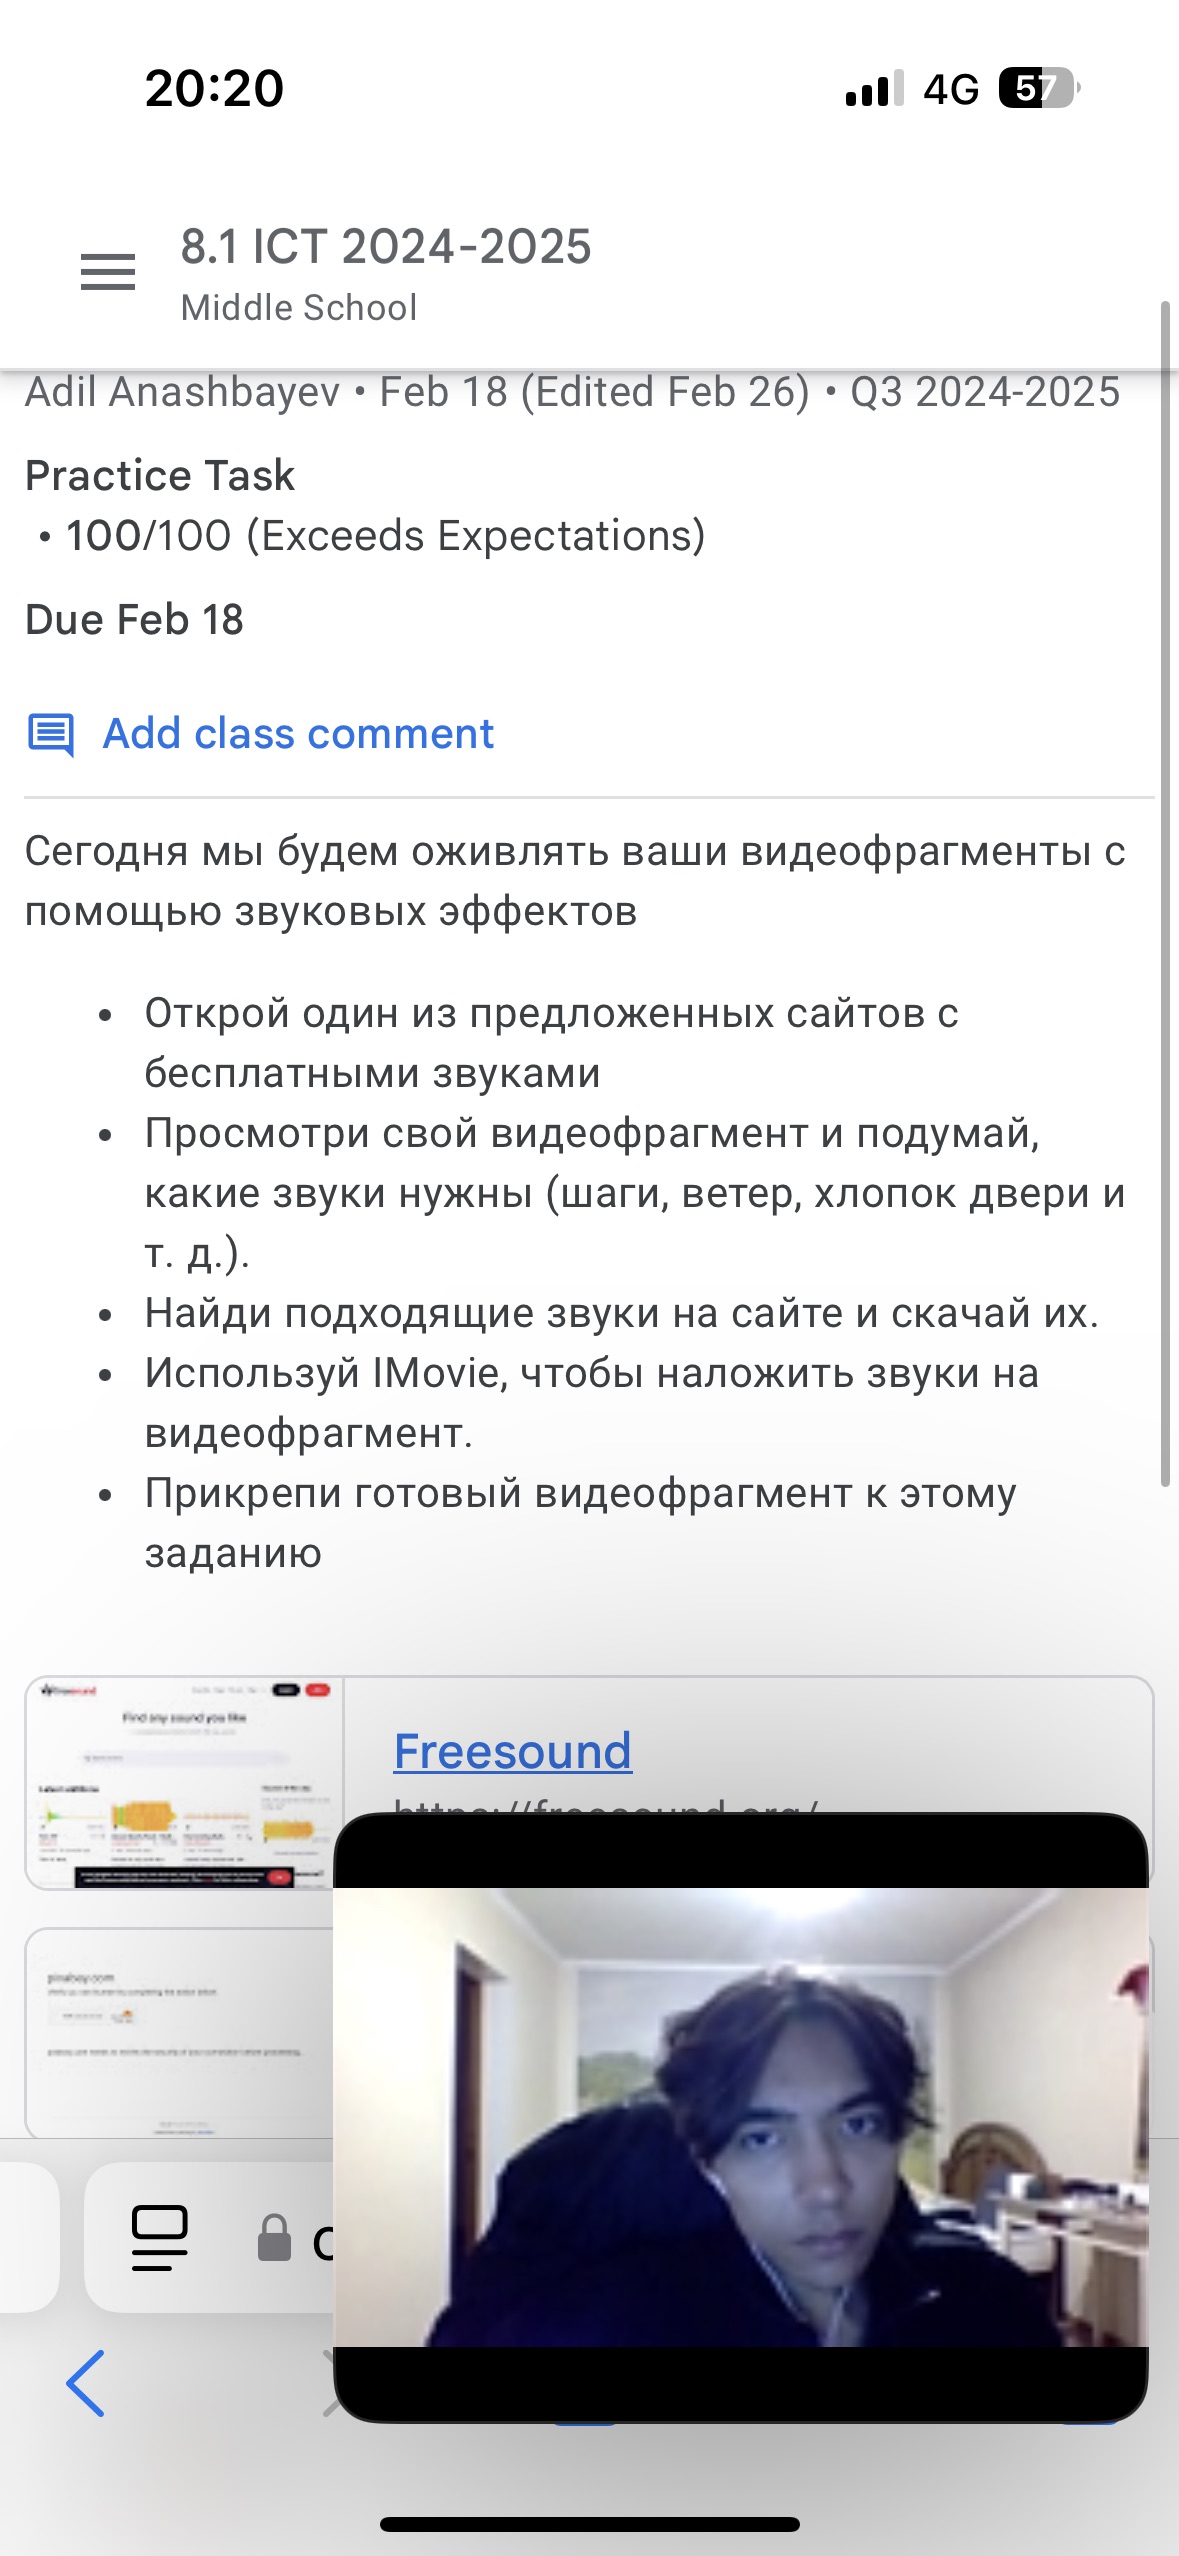 20:20
4G
57
8.1 ICT 2024-2025
Middle School
Adil Anashbayev • Feb 18 (Edited Feb 26) • Q3 2024-2025
Practice Task
• 100/100 (Exceeds Expectations)
Due Feb 18
Add class comment
Сегодня мы будем оживлять ваши видеофрагменты с
помощью звуковых эффектов
• Открой один из предложенных сайтов с
бесплатными звуками
• Просмотри свой видеофрагмент и подумай,
какие звуки нужны (шаги, ветер, хлопок двери и
т. д.).
• Найди подходящие звуки на сайте и скачай их.
• Используй IMovie, чтобы наложить звуки на
видеофрагмент.
• Прикрепи готовый видеофрагмент к этому
заданию
Find any sound you like
Freesound
https://freesound.org/
pixabay.com